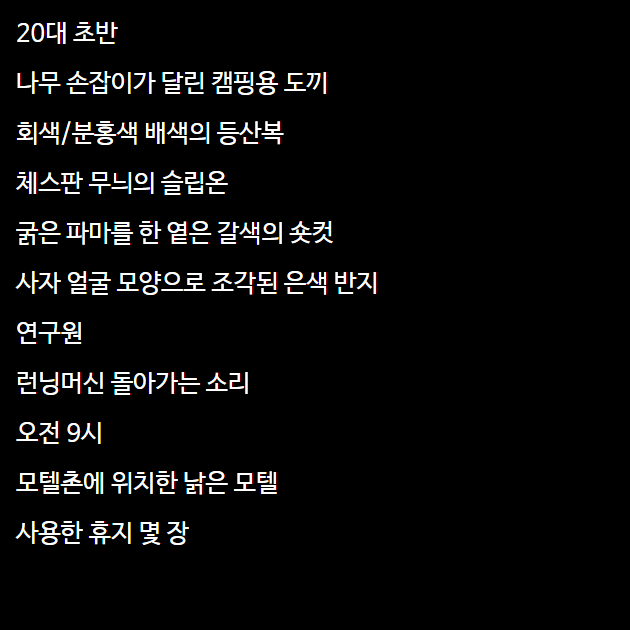 20대 초반
나무 손잡이가 달린 캠핑용 도끼
회색/분홍색 배색의 등산복
체스판 무늬의 슬립온
굵은 파마를 한 옅은 갈색의 숏컷
사자 얼굴 모양으로 조각된 은색 반지
연구원
런닝머신 돌아가는 소리
오전 9시
모텔촌에 위치한 낡은 모텔
사용한 휴지 몇 장